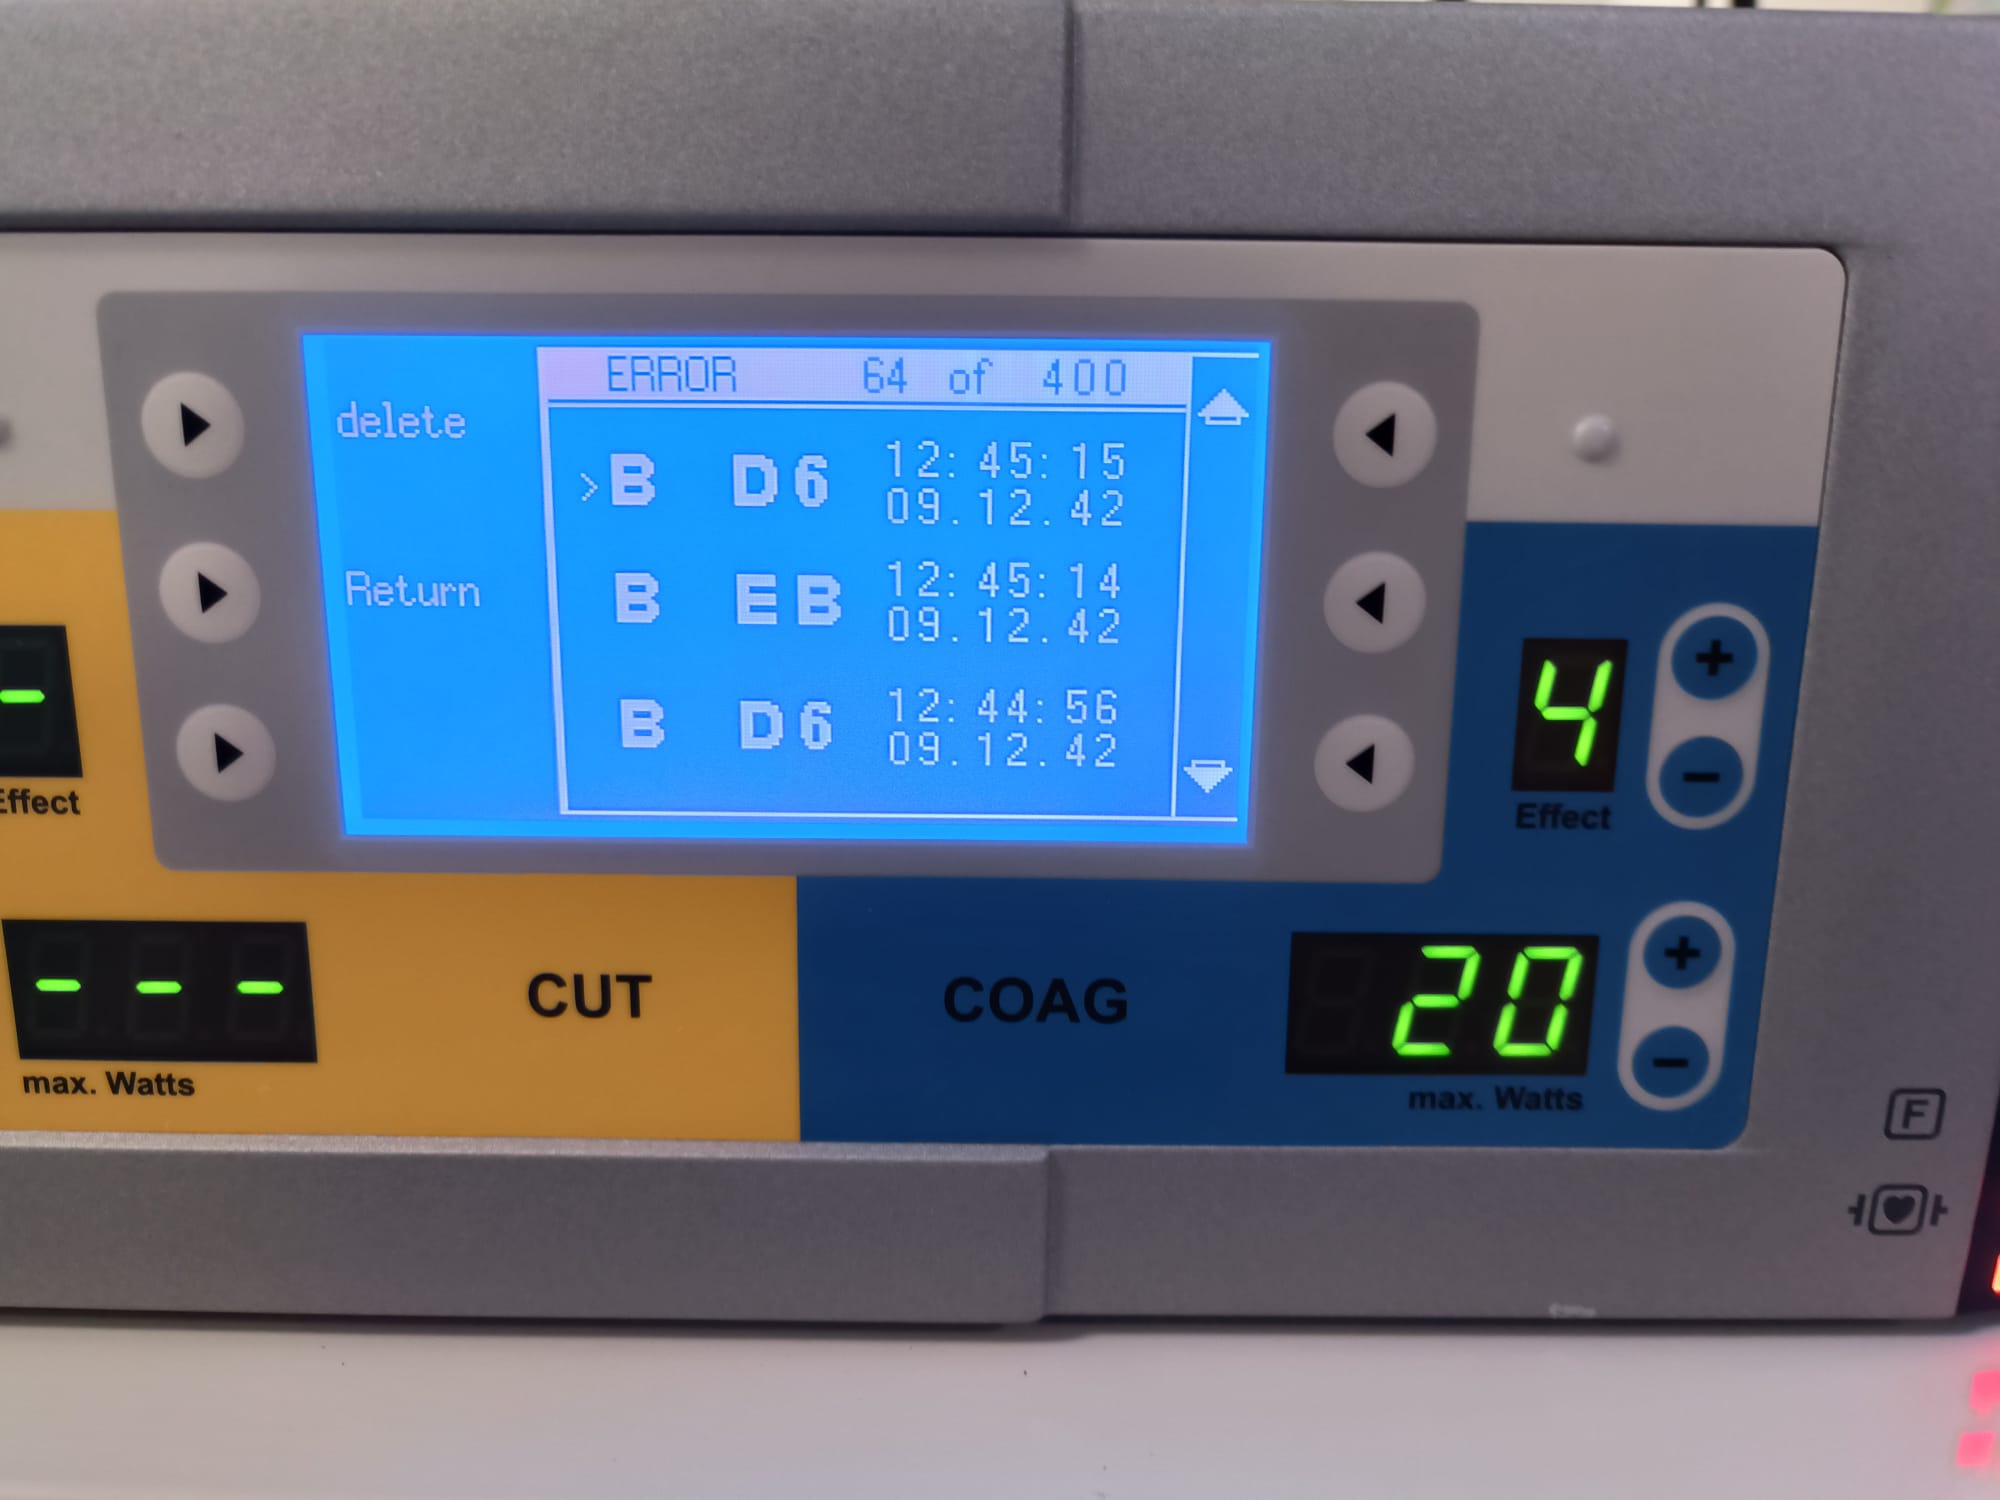 ERROR 64 of 400
delete
>B D6 12:45:15
09.12.42
Return
B EB 12:45:14
09.12.42
B D6 12:44:56
09.12.42
-
Effect
4
+
-
Effect
- - -
max. Watts
CUT
COAG
20
+
-
max. Watts
F